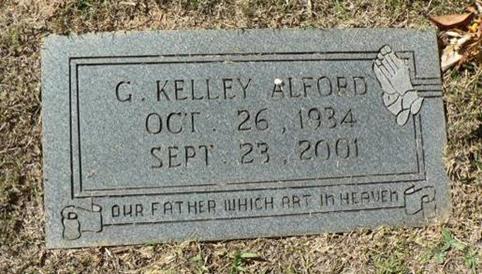 G. KELLEY ALFORD
OCT. 26, 1934
SEPT. 23, 2001
OUR FATHER WHICH ART IN HEAVEN